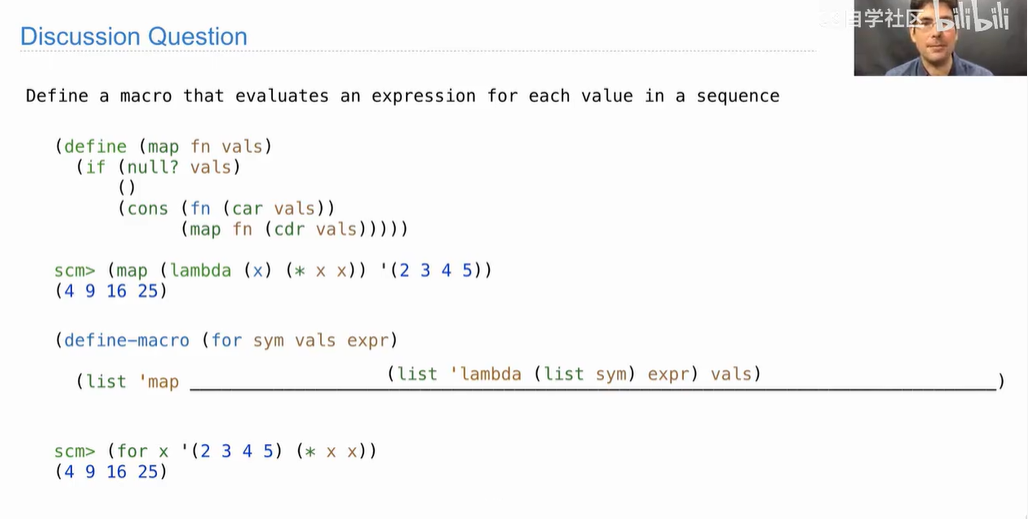 自学社区 bilibili
Discussion Question
Define a macro that evaluates an expression for each value in a sequence
(define (map fn vals)
(if (null? vals)
()
(cons (fn (car vals))
(map fn (cdr vals)))))
scm> (map (lambda (x) (* x x)) '(2 3 4 5))
(4 9 16 25)
(define-macro (for sym vals expr)
(list 'map (list 'lambda (list sym) expr) vals) )
scm> (for x '(2 3 4 5) (* x x))
(4 9 16 25)